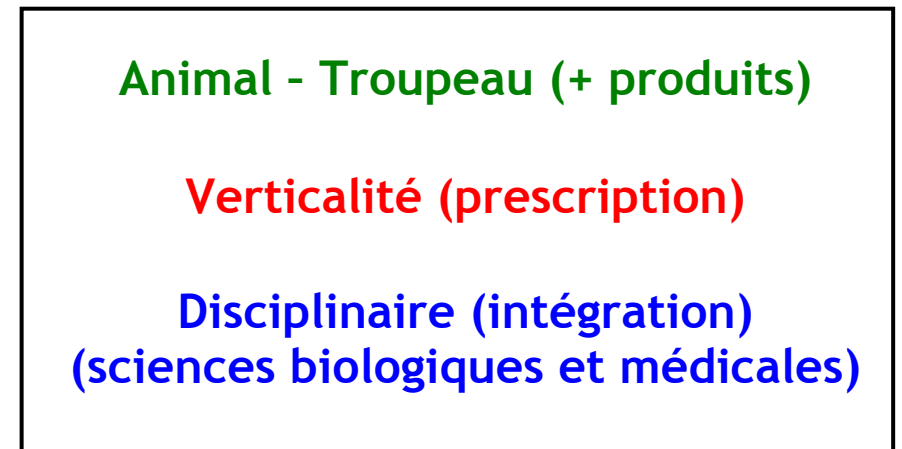 Animal – Troupeau (+ produits)
Verticalité (prescription)
Disciplinaire (intégration)
(sciences biologiques et médicales)